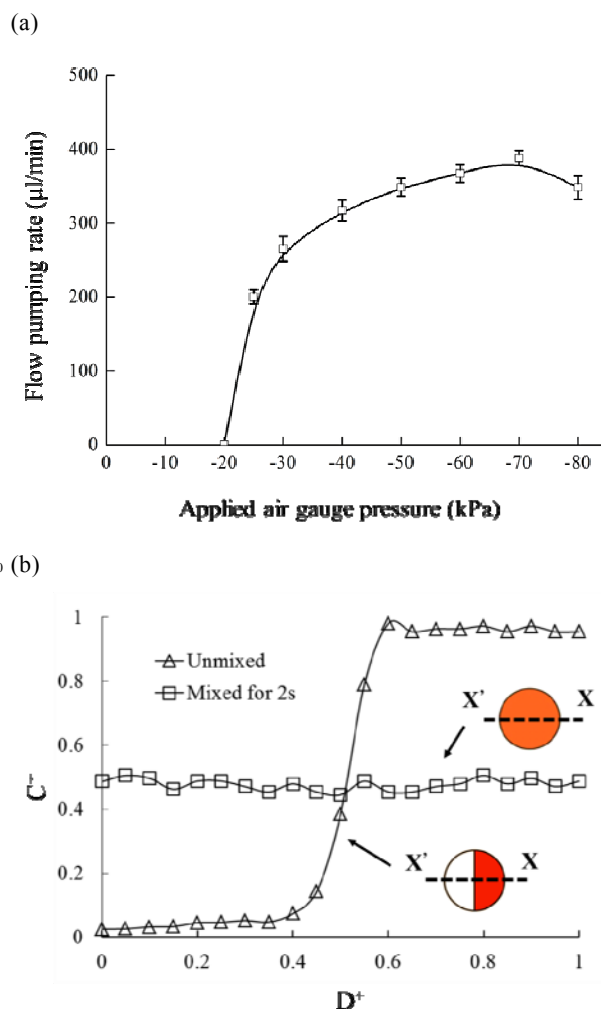 (a)
500
400
300
200
100
0
Flow pumping rate (µl/min)
0 -10 -20 -30 -40 -50 -60 -70 -80
Applied air gauge pressure (kPa)
(b)
1
0.8
0.6
0.4
0.2
0
C⁺
Unmixed
Mixed for 2s
X' X
X' X
0 0.2 0.4 0.6 0.8 1
D⁺